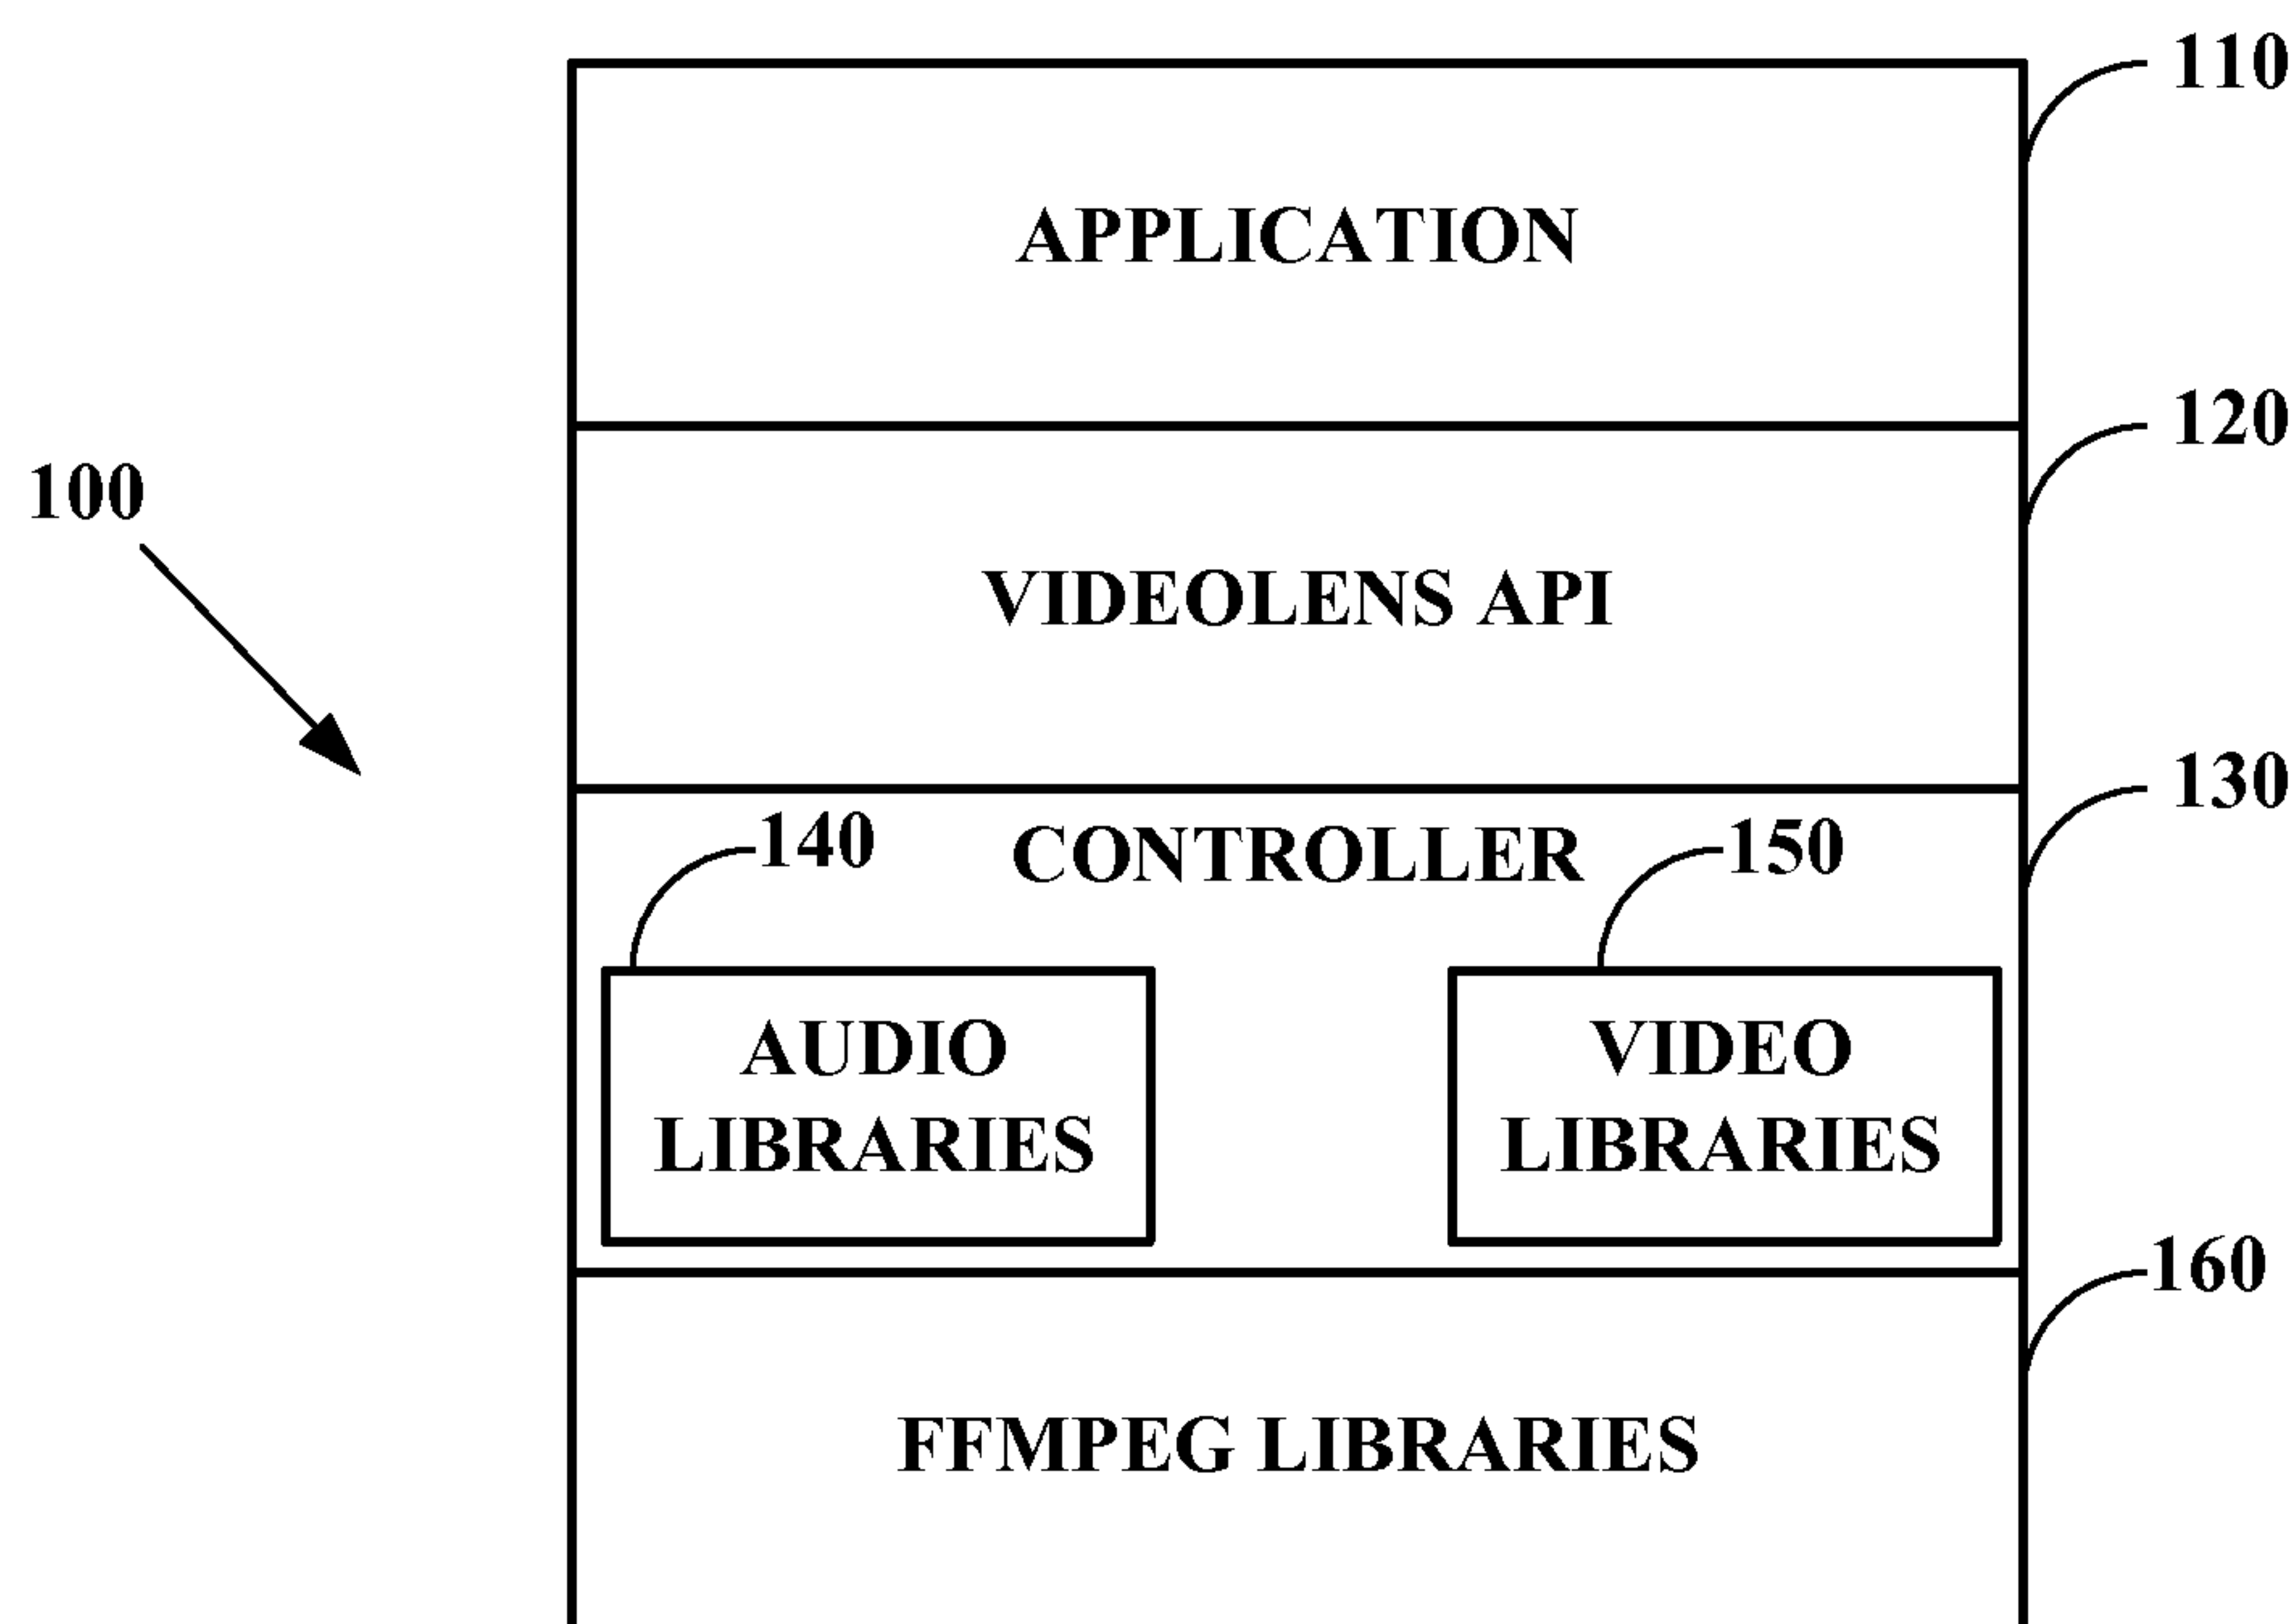 110
APPLICATION
120
100
VIDEOLENS API
130
140
CONTROLLER
150
AUDIO
LIBRARIES
VIDEO
LIBRARIES
160
FFMPEG LIBRARIES